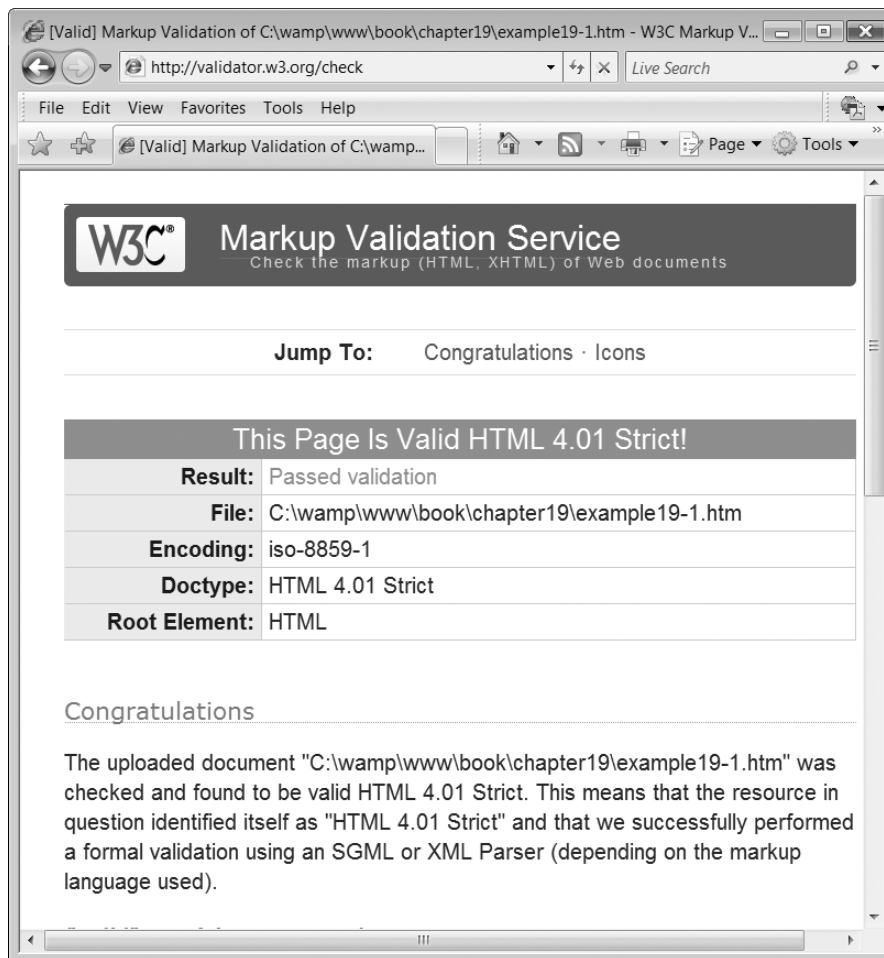 [Valid] Markup Validation of C:\wamp\www\book\chapter19\example19-1.htm - W3C Markup V...
http://validator.w3.org/check
Live Search
File Edit View Favorites Tools Help
[Valid] Markup Validation of C:\wamp...
Page
Tools
W3C®
Markup Validation Service
Check the markup (HTML, XHTML) of Web documents
Jump To: Congratulations · Icons
This Page Is Valid HTML 4.01 Strict!
Result: Passed validation
File: C:\wamp\www\book\chapter19\example19-1.htm
Encoding: iso-8859-1
Doctype: HTML 4.01 Strict
Root Element: HTML
Congratulations
The uploaded document "C:\wamp\www\book\chapter19\example19-1.htm" was
checked and found to be valid HTML 4.01 Strict. This means that the resource in
question identified itself as "HTML 4.01 Strict" and that we successfully performed
a formal validation using an SGML or XML Parser (depending on the markup
language used).